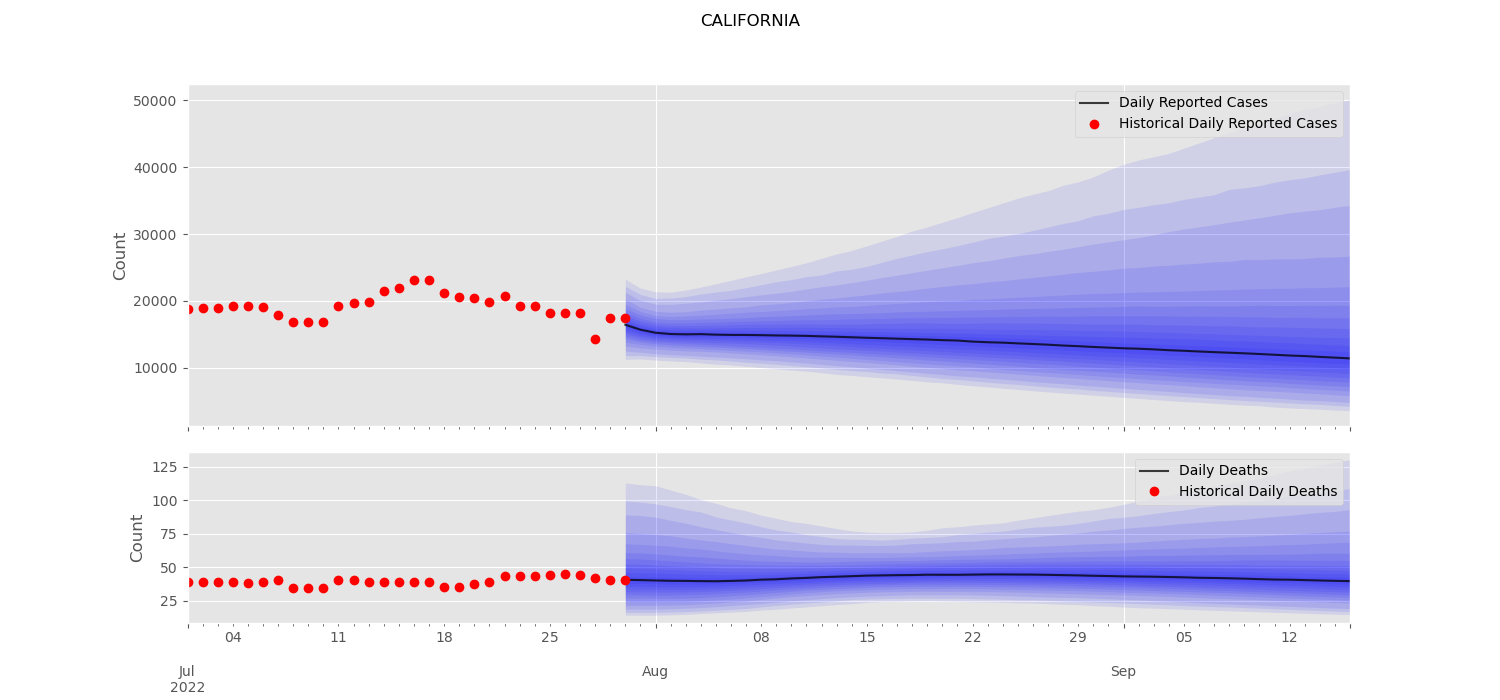 CALIFORNIA
50000
40000
30000
20000
10000
Count
Daily Reported Cases
Historical Daily Reported Cases
125
100
75
50
25
Count
Daily Deaths
Historical Daily Deaths
04 11 18 25 08 15 22 29 05 12
Jul Aug Sep
2022